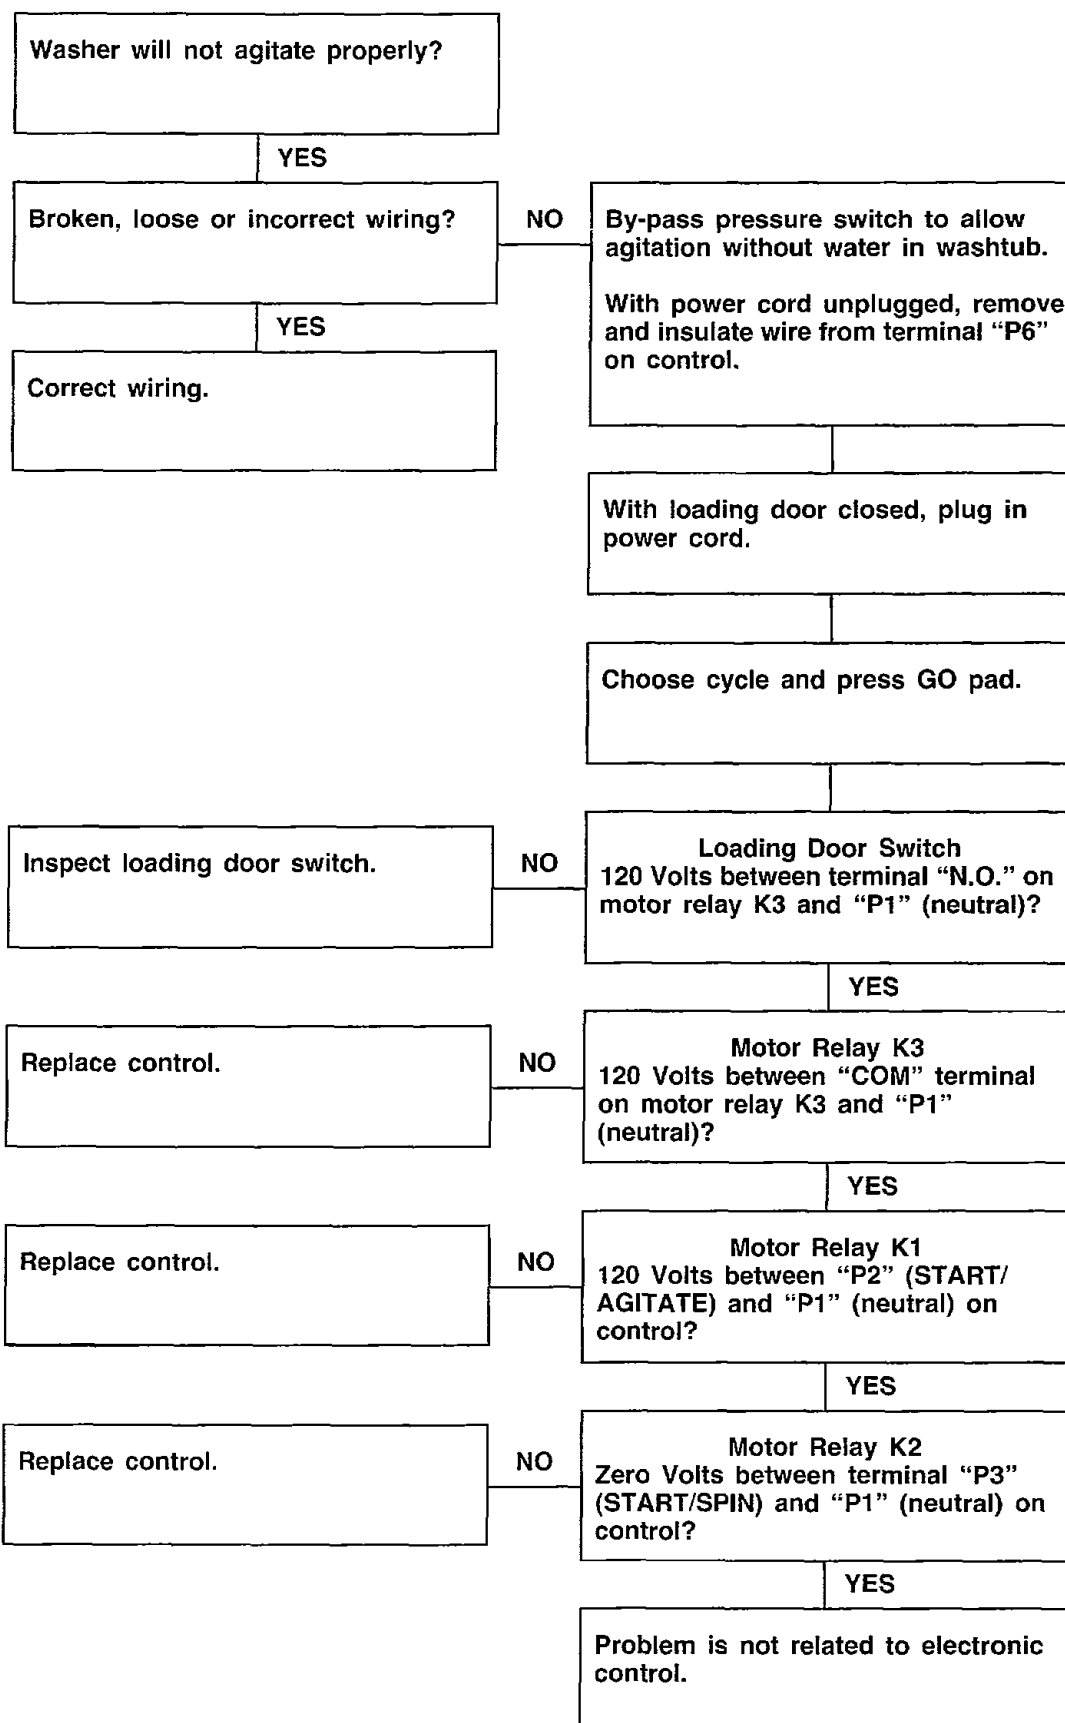 Washer will not agitate properly?
YES
Broken, loose or incorrect wiring?
NO
By-pass pressure switch to allow
agitation without water in washtub.
With power cord unplugged, remove
and insulate wire from terminal “P6”
on control.
YES
Correct wiring.
With loading door closed, plug in
power cord.
Choose cycle and press GO pad.
Loading Door Switch
120 Volts between terminal “N.O.” on
motor relay K3 and “P1” (neutral)?
NO
Inspect loading door switch.
YES
Motor Relay K3
120 Volts between “COM” terminal
on motor relay K3 and “P1”
(neutral)?
NO
Replace control.
YES
Motor Relay K1
120 Volts between “P2” (START/
AGITATE) and “P1” (neutral) on
control?
NO
Replace control.
YES
Motor Relay K2
Zero Volts between terminal “P3”
(START/SPIN) and “P1” (neutral) on
control?
NO
Replace control.
YES
Problem is not related to electronic
control.